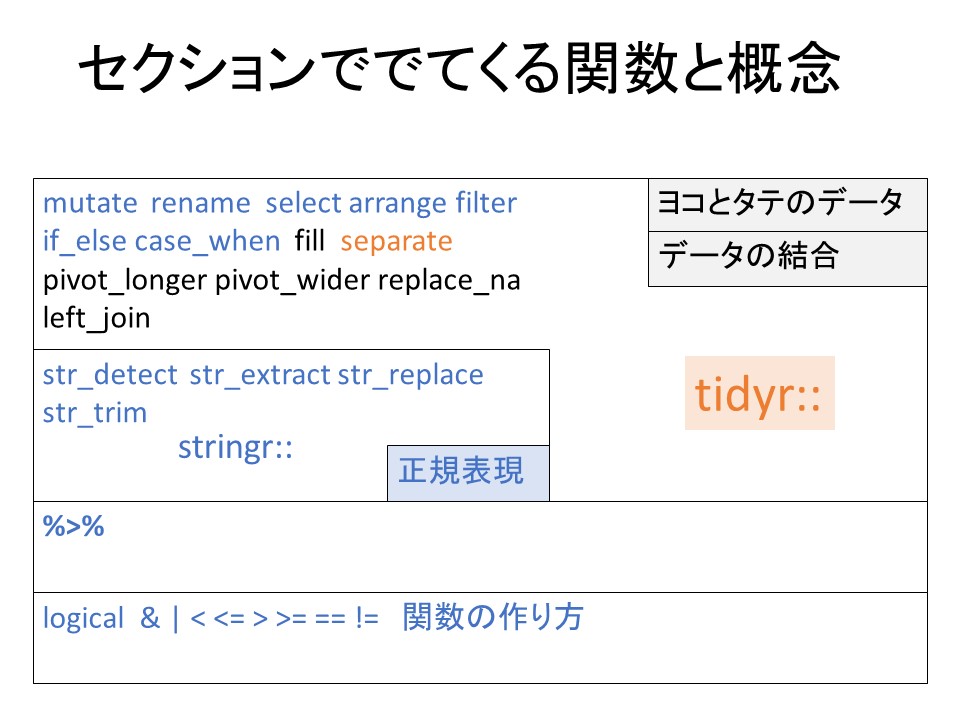 セクションででてくる関数と概念
mutate rename select arrange filter
if_else case_when fill separate
pivot_longer pivot_wider replace_na
left_join
ヨコとタテのデータ
データの結合
tidyr::
str_detect str_extract str_replace
str_trim
stringr::
正規表現
%>%
logical & | < <= > >= == != 関数の作り方